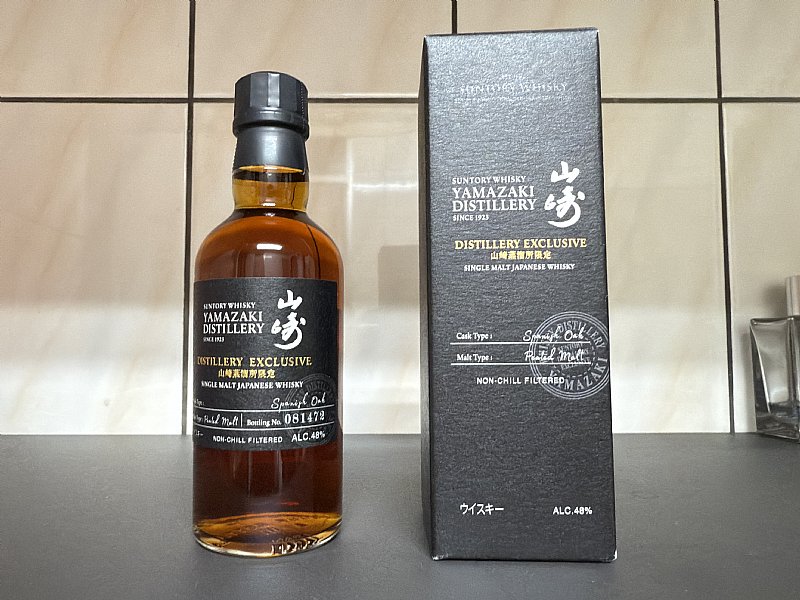 SUNTORY WHISKY
YAMAZAKI
DISTILLERY
SINCE 1923
山崎
DISTILLERY EXCLUSIVE
山崎蒸溜所限定
SINGLE MALT JAPANESE WHISKY
Spanish Oak
Peated Malt
Bottling No. 081472
NON-CHILL FILTERED ALC.48%
SUNTORY WHISKY
SUNTORY WHISKY
YAMAZAKI
DISTILLERY
SINCE 1923
山崎
DISTILLERY EXCLUSIVE
山崎蒸溜所限定
SINGLE MALT JAPANESE WHISKY
Cask Type : Spanish Oak
Malt Type : Peated Malt
NON-CHILL FILTERED
DISTILLERY
YAMAZAKI
ウイスキー ALC.48%